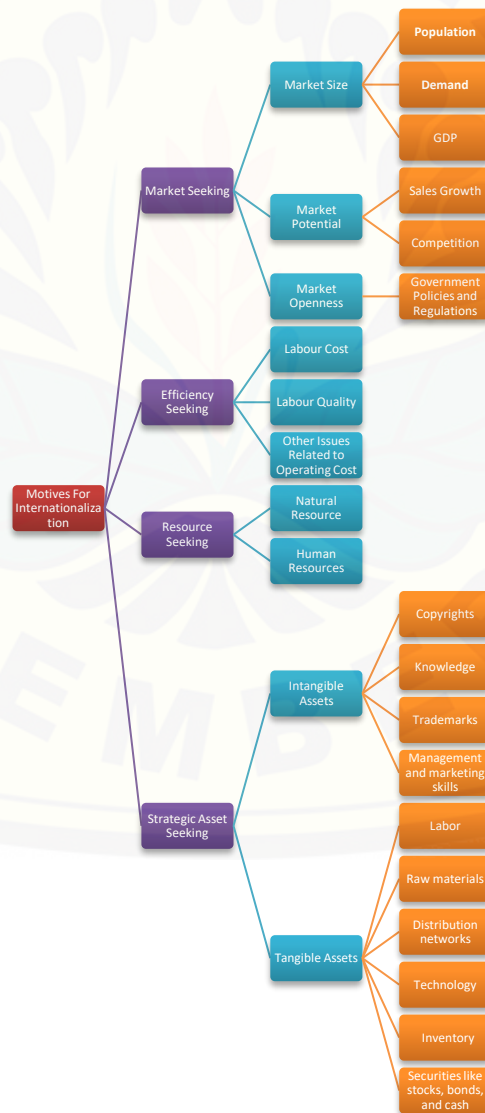 Population
Market Size
Demand
GDP
Market Seeking
Sales Growth
Market
Potential
Competition
Market
Openness
Government
Policies and
Regulations
Labour Cost
Efficiency
Seeking
Labour Quality
Other Issues
Related to
Operating Cost
Motives For
Internationaliza
tion
Natural
Resource
Resource
Seeking
Human
Resources
Copyrights
Knowledge
Intangible
Assets
Trademarks
Management
and marketing
skills
Strategic Asset
Seeking
Labor
Raw materials
Distribution
networks
Tangible Assets
Technology
Inventory
Securities like
stocks, bonds,
and cash
EMBE